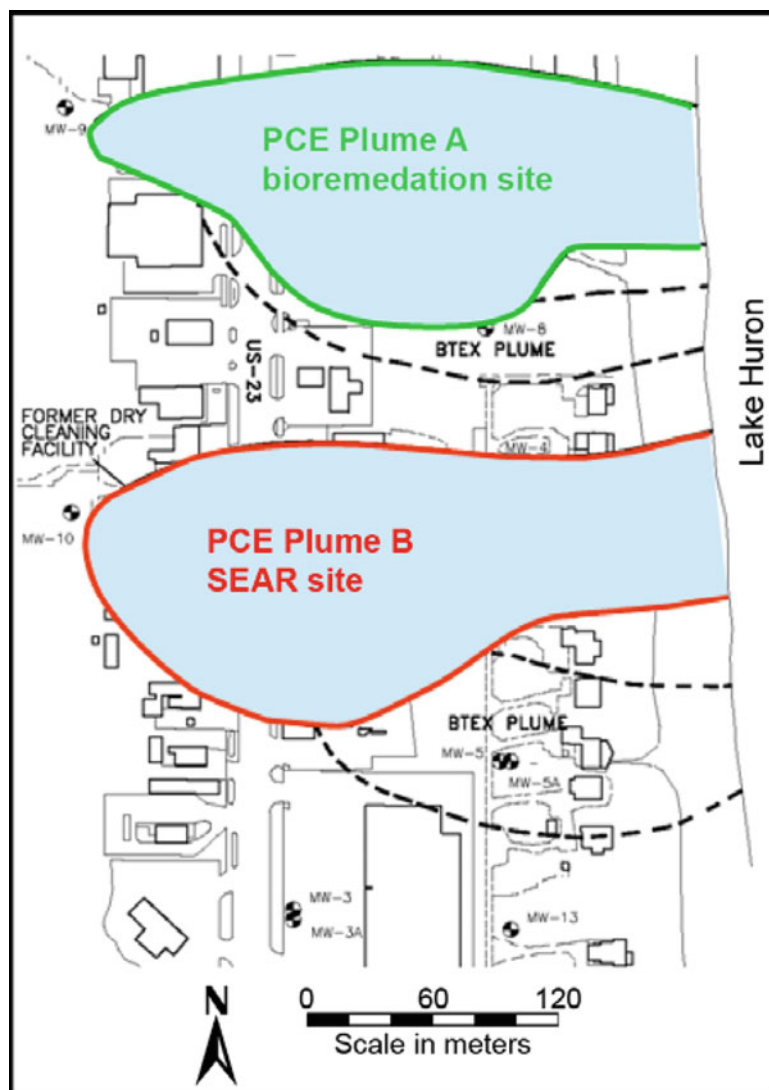 MW-9
PCE Plume A
bioremedation site
US-23
MW-8
BTEX PLUME
Lake Huron
FORMER DRY
CLEANING
FACILITY
MW-4
MW-10
PCE Plume B
SEAR site
BTEX PLUME
MW-5
MW-5A
MW-3
MW-3A
MW-13
N
0 60 120
Scale in meters